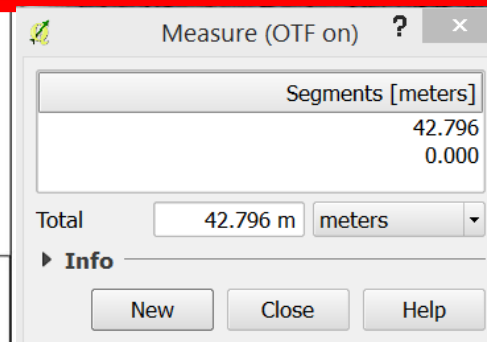 Measure (OTF on) ?
Segments [meters]
42.796
0.000
Total 42.796 m meters
Info
New Close Help